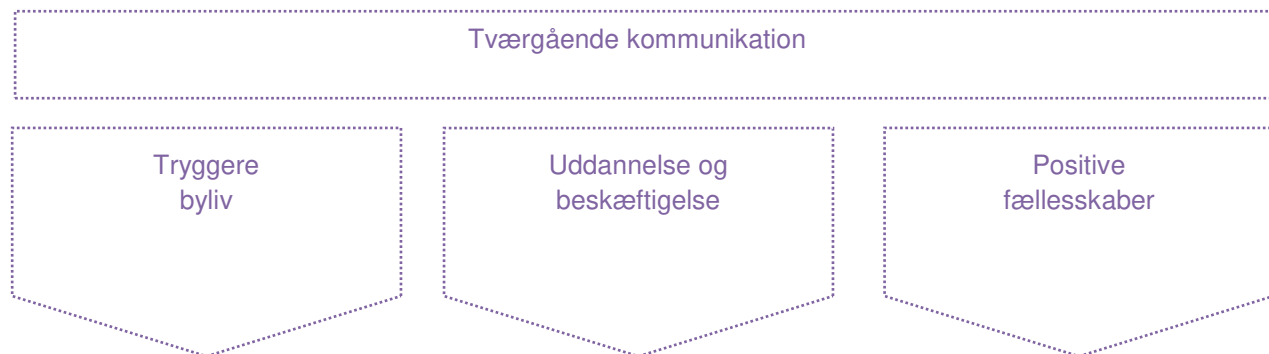 Tværgående kommunikation
Tryggere
byliv
Uddannelse og
beskæftigelse
Positive
fællesskaber